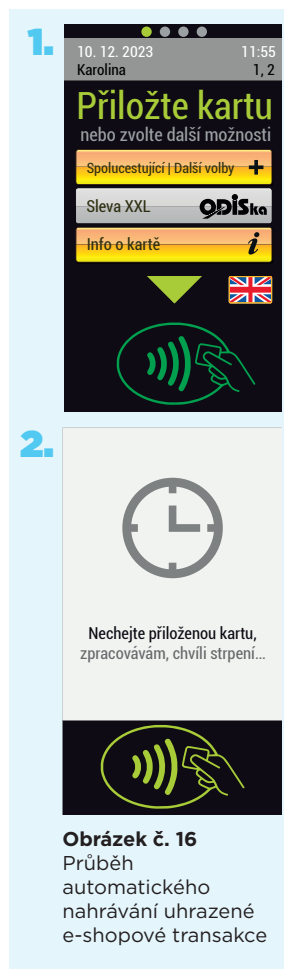 1.
10. 12. 2023 11:55
Karolina 1, 2
Přiložte kartu
nebo zvolte další možnosti
Spolucestující | Další volby +
Sleva XXL ODISka
Info o kartě i
2.
Nechejte přiloženou kartu,
zpracovávám, chvíli strpení...
Obrázek č. 16
Průběh
automatického
nahrávání uhrazené
e-shopové transakce